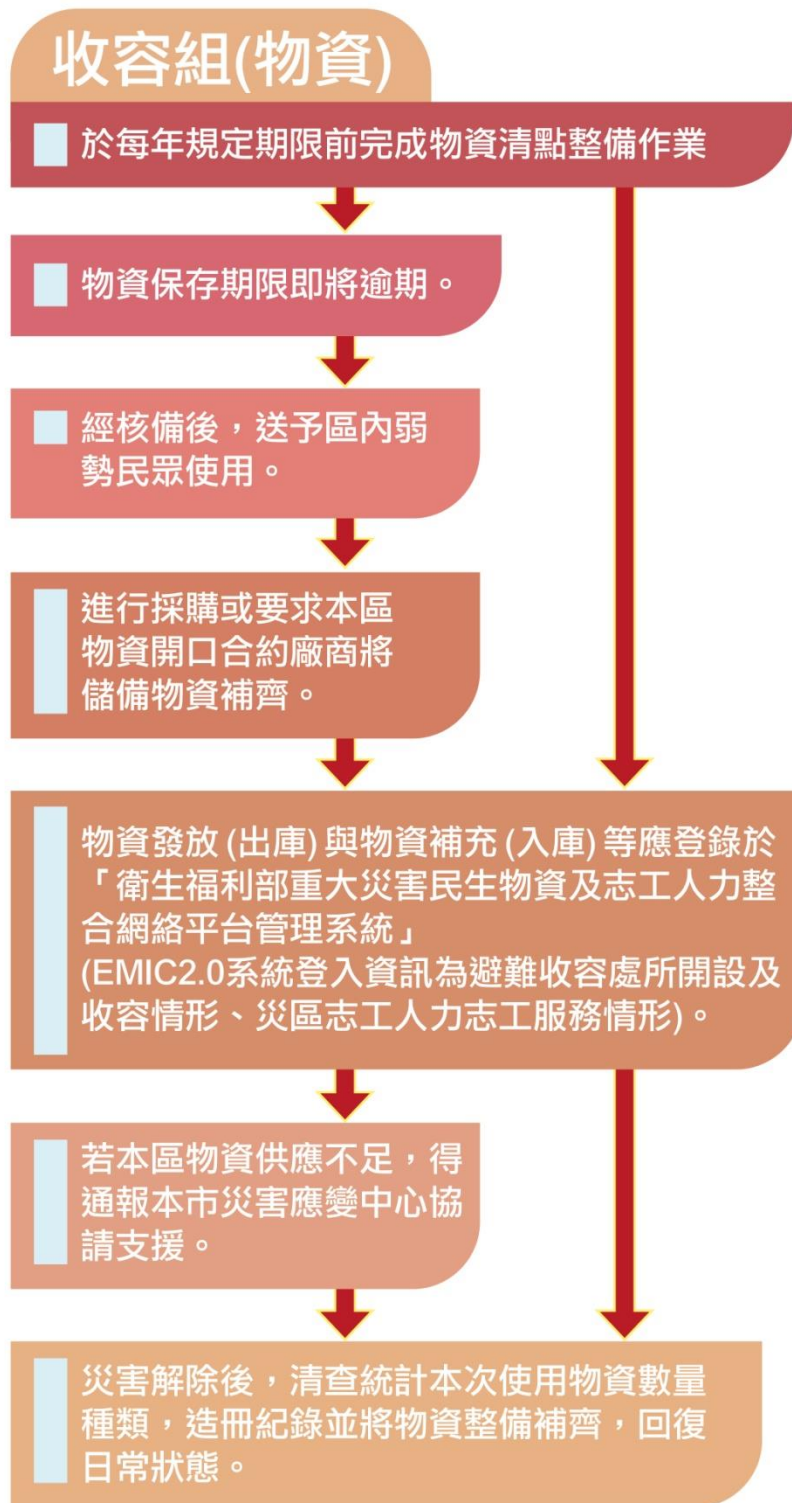 收容組(物資)
於每年規定期限前完成物資清點整備作業
物資保存期限即將逾期。
經核備後，送予區內弱
勢民眾使用。
進行採購或要求本區
物資開口合約廠商將
儲備物資補齊。
物資發放(出庫)與物資補充(入庫)等應登錄於
「衛生福利部重大災害民生物資及志工人力整
合網絡平台管理系統」
(EMIC2.0系統登入資訊為避難收容處所開設及
收容情形、災區志工人力志工服務情形)。
若本區物資供應不足，得
通報本市災害應變中心協
請支援。
災害解除後，清查統計本次使用物資數量
種類，造冊紀錄並將物資整備補齊，回復
日常狀態。